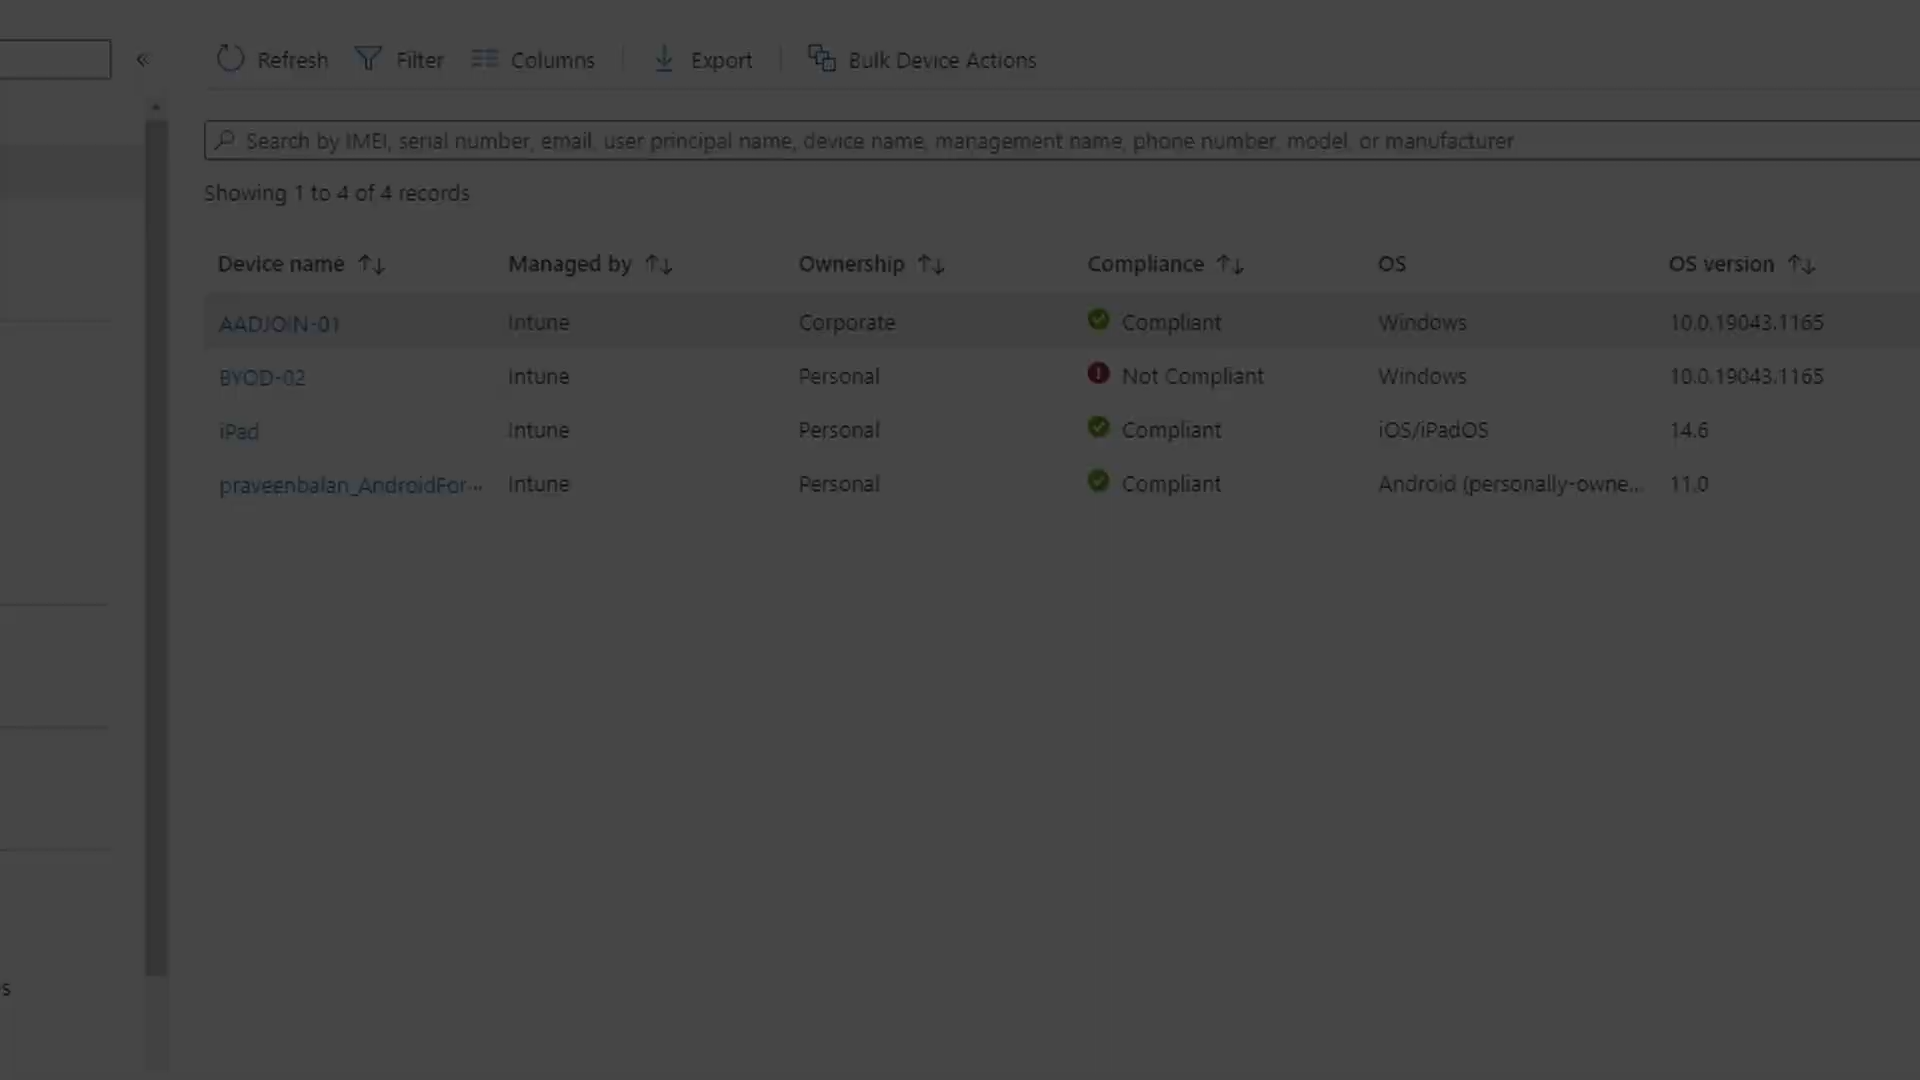 « Refresh Filter Columns Export Bulk Device Actions
Search by IMEI, serial number, email, user principal name, device name, management name, phone number, model, or manufacturer
Showing 1 to 4 of 4 records
Device name ↑↓ Managed by ↑↓ Ownership ↑↓ Compliance ↑↓ OS OS version ↑↓
AADJOIN-01 Intune Corporate Compliant Windows 10.0.19043.1165
BYOD-02 Intune Personal Not Compliant Windows 10.0.19043.1165
iPad Intune Personal Compliant iOS/iPadOS 14.6
praveenbalan_AndroidFor... Intune Personal Compliant Android (personally-owne... 11.0
s